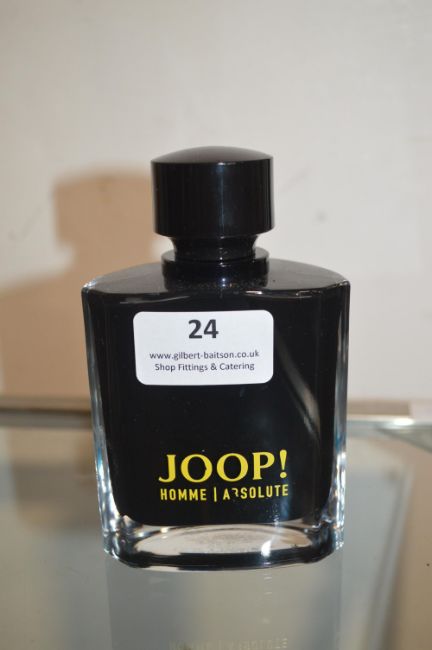 24
www.gilbert-baitson.co.uk
Shop Fittings & Catering
JOOP!
HOMME | ABSOLUTE